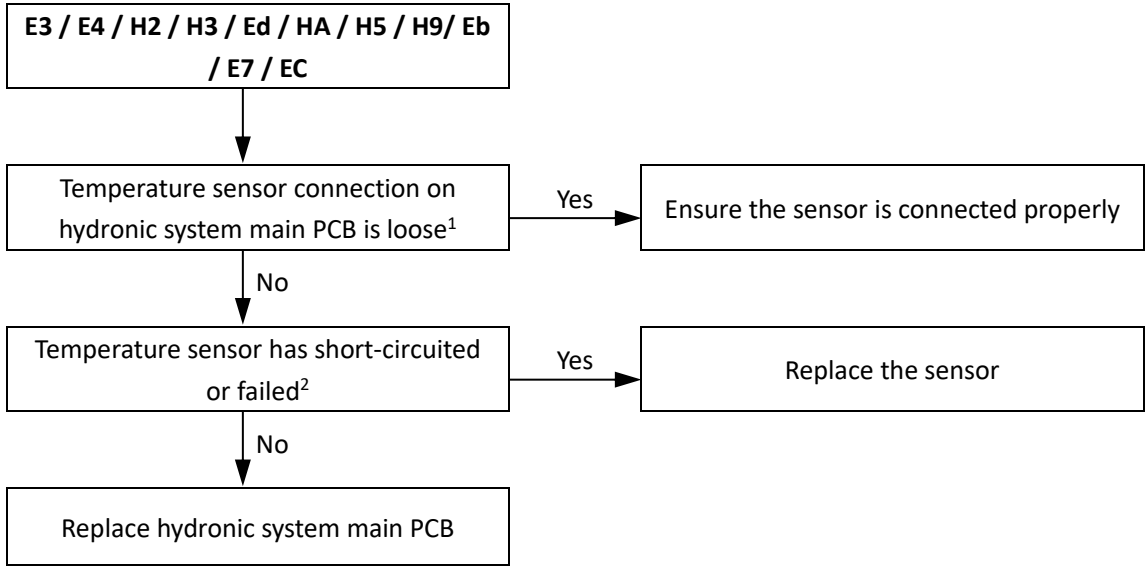 E3 / E4 / H2 / H3 / Ed / HA / H5 / H9/ Eb
/ E7 / EC
Temperature sensor connection on
hydronic system main PCB is loose¹
Yes
Ensure the sensor is connected properly
No
Temperature sensor has short-circuited
or failed²
Yes
Replace the sensor
No
Replace hydronic system main PCB